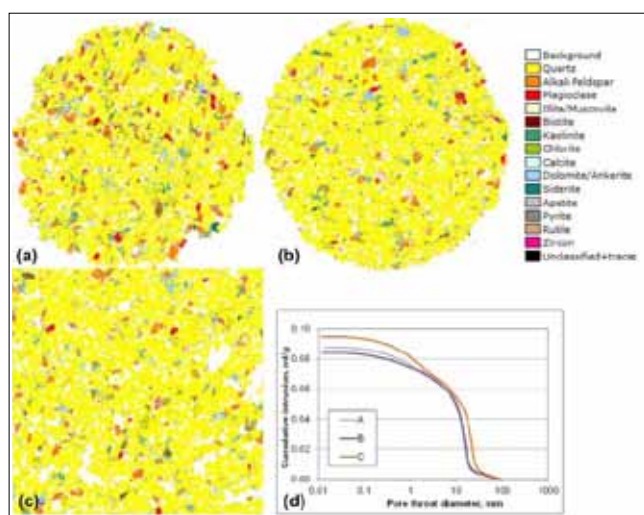 Background
Quartz
Alkali Feldspar
Plagioclase
Illite/Muscovite
Biotite
Kaolinite
Chlorite
Calcite
Dolomite/Ankerite
Siderite
Apatite
Pyrite
Rutile
Zircon
Unclassified+trace
(a)
(b)
(c)
(d)
Cumulative intrusion, ml/g
0.10
0.08
0.06
0.04
0.02
0.00
A
B
C
0.01
0.1
1
10
100
1000
Pore throat diameter,